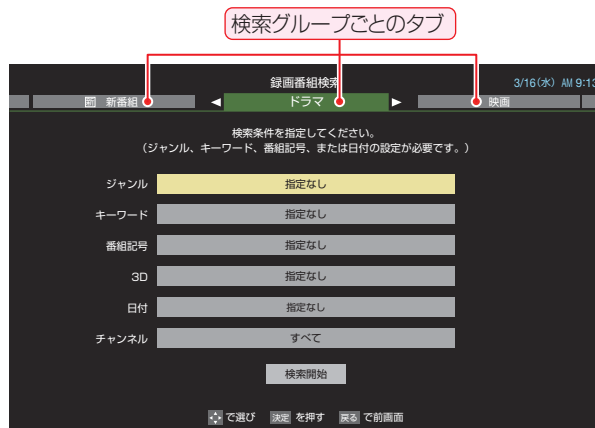 検索グループごとのタブ
録画番組検索
3/16(水) AM 9:13
新 新番組 ◀ ドラマ ▶ 映画
検索条件を指定してください。
(ジャンル、キーワード、番組記号、または日付の設定が必要です。)
ジャンル 指定なし
キーワード 指定なし
番組記号 指定なし
3D 指定なし
日付 指定なし
チャンネル すべて
検索開始
で選び 決定 を押す 戻る で前画面